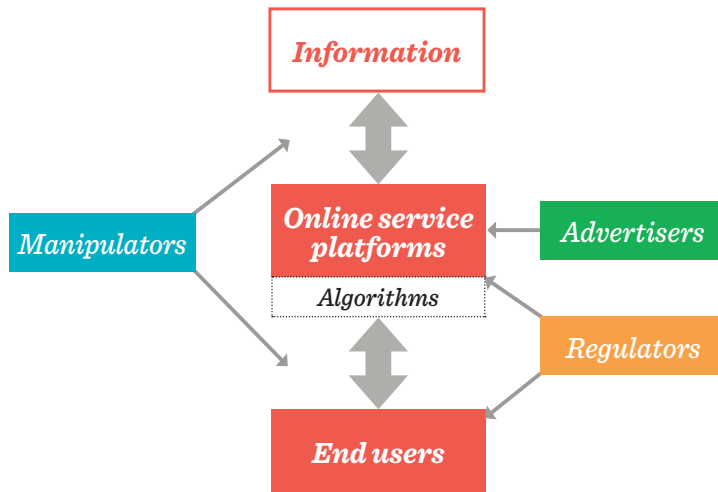 Information
Manipulators
Online service
platforms
Advertisers
Algorithms
Regulators
End users